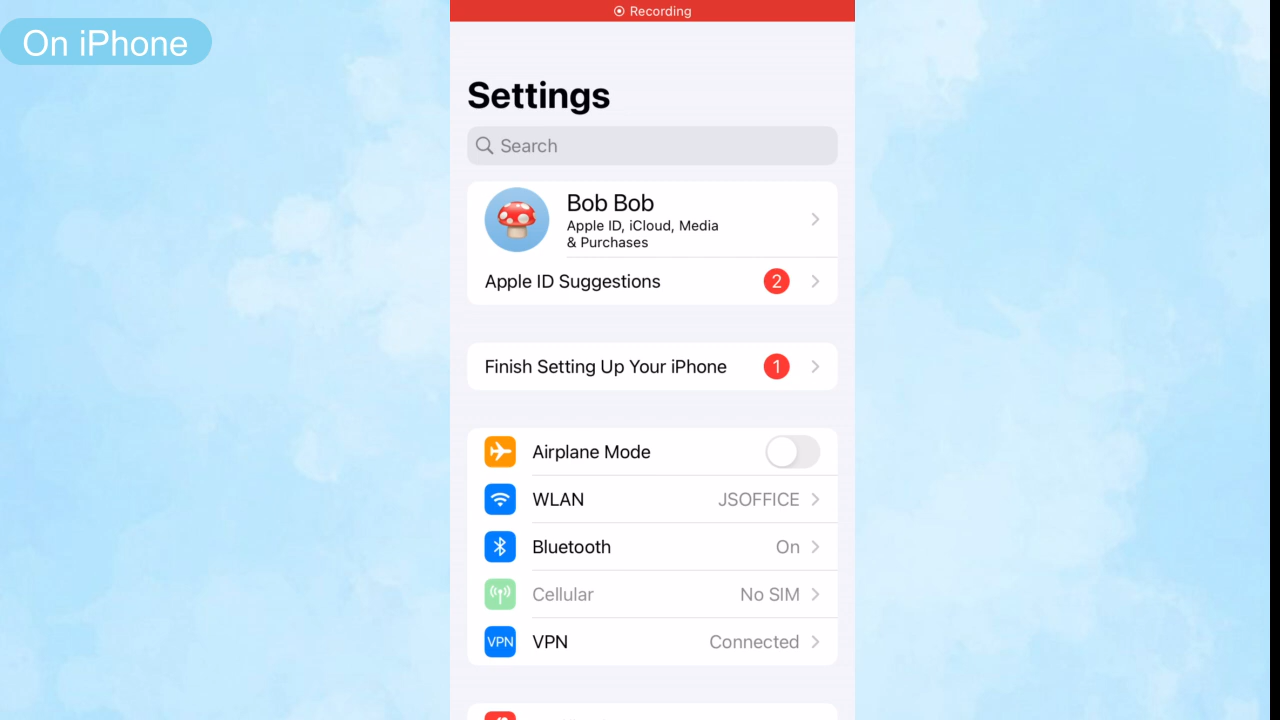 Recording
On iPhone
Settings
Search
Bob Bob
Apple ID, iCloud, Media
& Purchases
Apple ID Suggestions 2
Finish Setting Up Your iPhone 1
Airplane Mode
WLAN JSOFFICE
Bluetooth On
Cellular No SIM
VPN VPN Connected